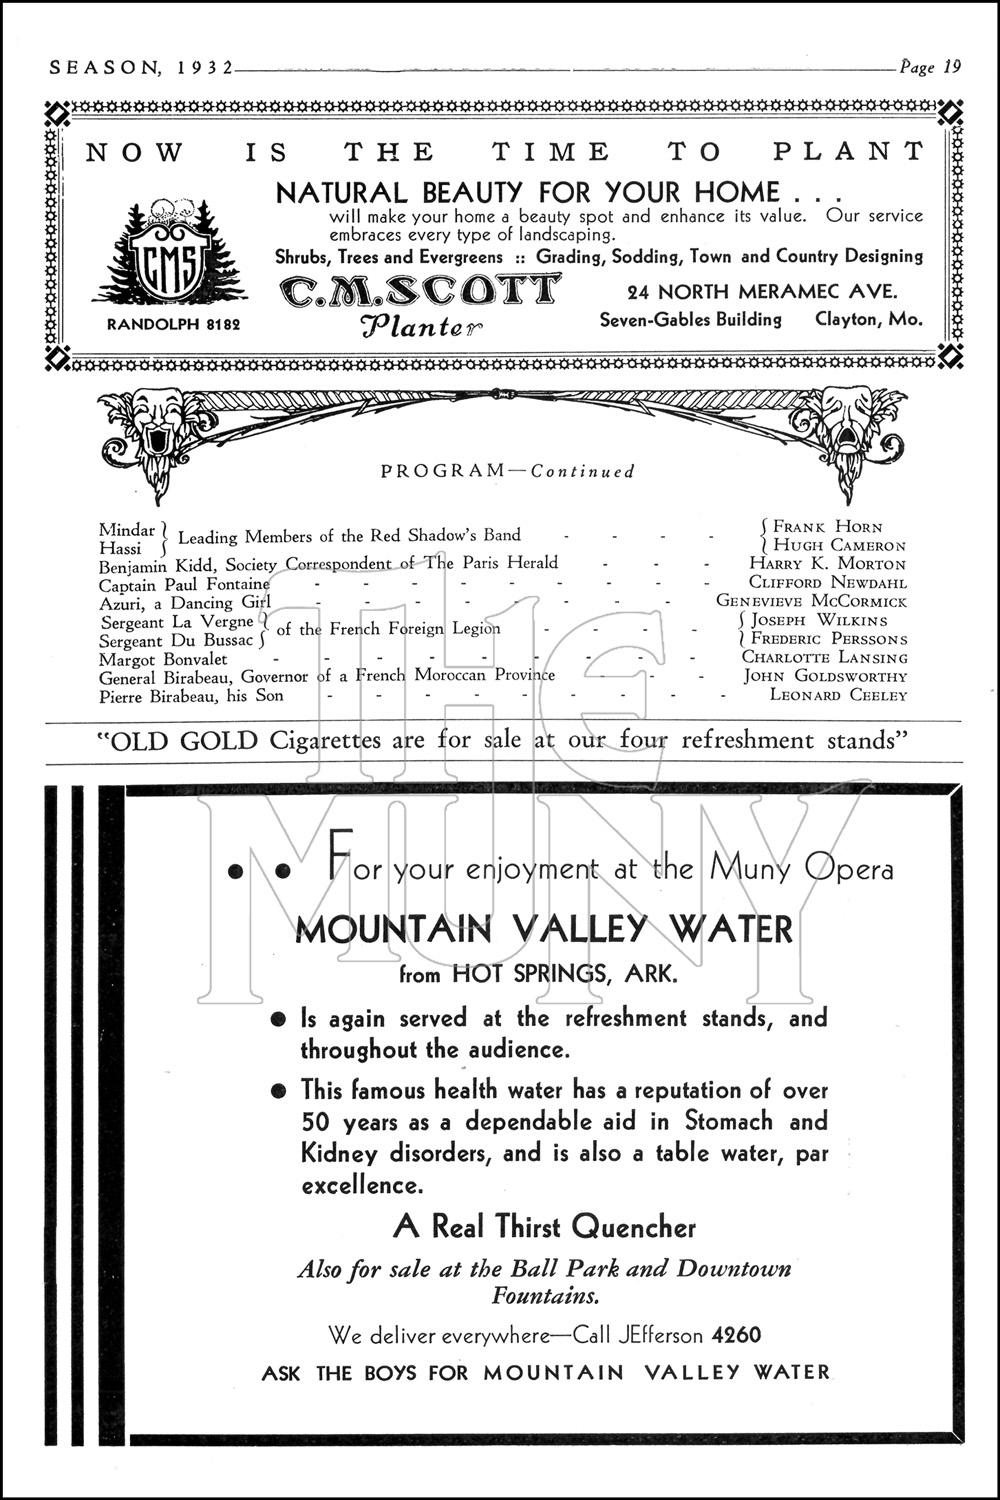 SEASON, 1932 Page 19
NOW IS THE TIME TO PLANT
NATURAL BEAUTY FOR YOUR HOME . . .
will make your home a beauty spot and enhance its value. Our service
embraces every type of landscaping.
Shrubs, Trees and Evergreens :: Grading, Sodding, Town and Country Designing
CMS
RANDOLPH 8182
C.M.SCOTT
Planter
24 NORTH MERAMEC AVE.
Seven-Gables Building Clayton, Mo.
PROGRAM—Continued
Mindar } Leading Members of the Red Shadow's Band - - - - { FRANK HORN
Hassi } { HUGH CAMERON
Benjamin Kidd, Society Correspondent of The Paris Herald - - - HARRY K. MORTON
Captain Paul Fontaine - - - - - - - - - CLIFFORD NEWDAHL
Azuri, a Dancing Girl - - - - - - - - GENEVIEVE MCCORMICK
Sergeant La Vergne } of the French Foreign Legion - - - - { JOSEPH WILKINS
Sergeant Du Bussac } { FREDERIC PERSSONS
Margot Bonvalet - - - - - - - - - - CHARLOTTE LANSING
General Birabeau, Governor of a French Moroccan Province - - - JOHN GOLDSWORTHY
Pierre Birabeau, his Son - - - - - - - - - LEONARD CEELEY
"OLD GOLD Cigarettes are for sale at our four refreshment stands"
THE
MUNY
• • For your enjoyment at the Muny Opera
MOUNTAIN VALLEY WATER
from HOT SPRINGS, ARK.
• Is again served at the refreshment stands, and
throughout the audience.
• This famous health water has a reputation of over
50 years as a dependable aid in Stomach and
Kidney disorders, and is also a table water, par
excellence.
A Real Thirst Quencher
Also for sale at the Ball Park and Downtown
Fountains.
We deliver everywhere—Call JEfferson 4260
ASK THE BOYS FOR MOUNTAIN VALLEY WATER